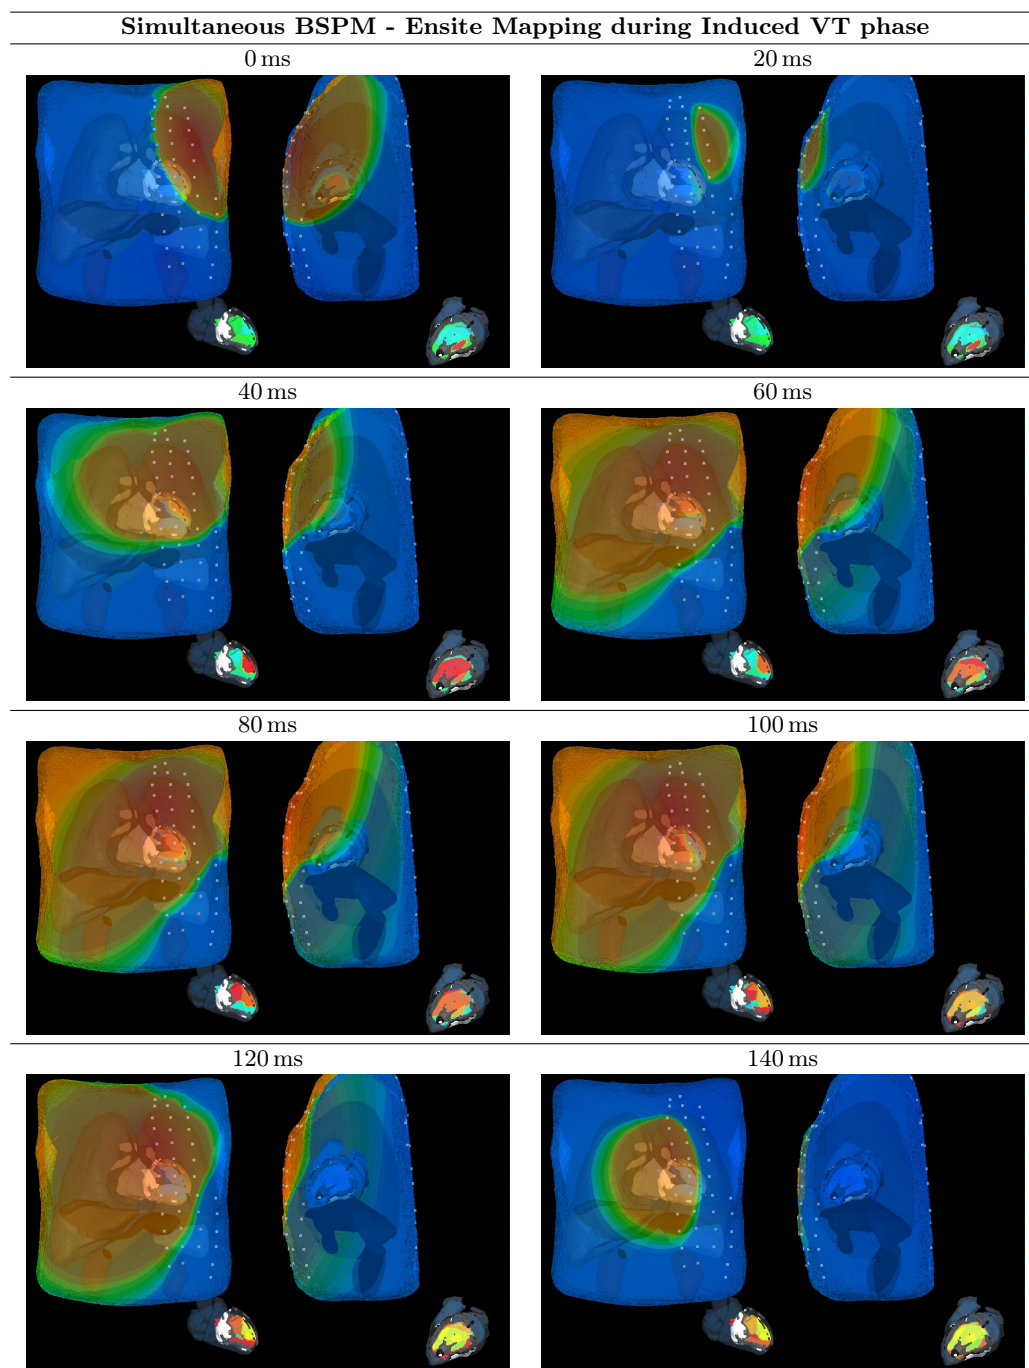 Simultaneous BSPM - Ensite Mapping during Induced VT phase
0 ms
20 ms
40 ms
60 ms
80 ms
100 ms
120 ms
140 ms